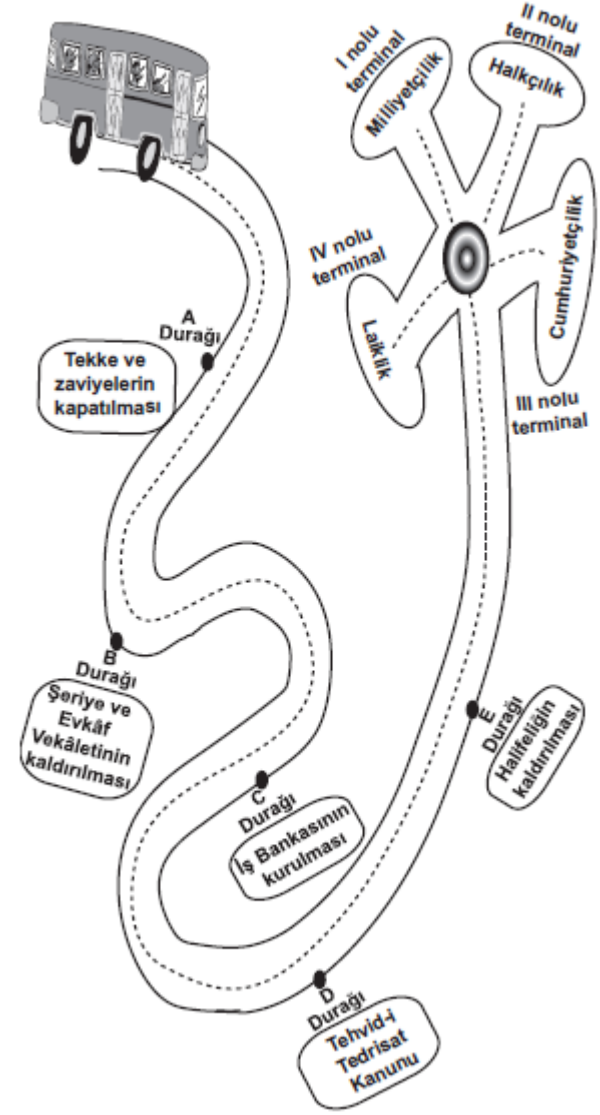 I nolu
terminal
Milliyetçilik
II nolu
terminal
Halkçılık
IV nolu
terminal
Laiklik
Cumhuriyetçilik
III nolu
terminal
A
Durağı
Tekke ve
zaviyelerin
kapatılması
B
Durağı
Şeriye ve
Evkâf
Vekâletinin
kaldırılması
C
Durağı
İş Bankasının
kurulması
D
Durağı
Tehvid-i
Tedrisat
Kanunu
E
Durağı
Halifeliğin
kaldırılması